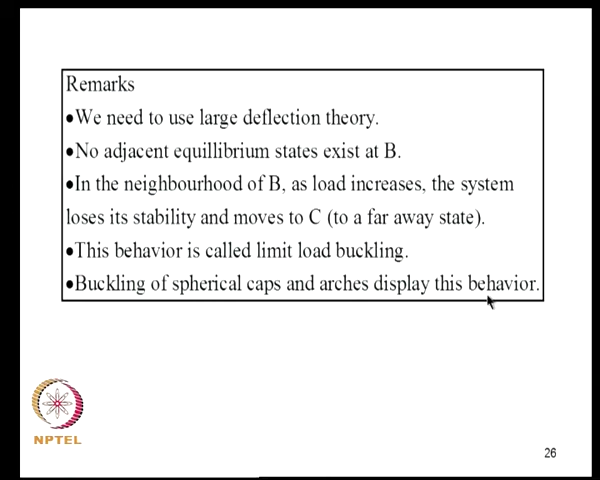 Remarks
•We need to use large deflection theory.
•No adjacent equillibrium states exist at B.
•In the neighbourhood of B, as load increases, the system
loses its stability and moves to C (to a far away state).
•This behavior is called limit load buckling.
•Buckling of spherical caps and arches display this behavior.
NPTEL
26